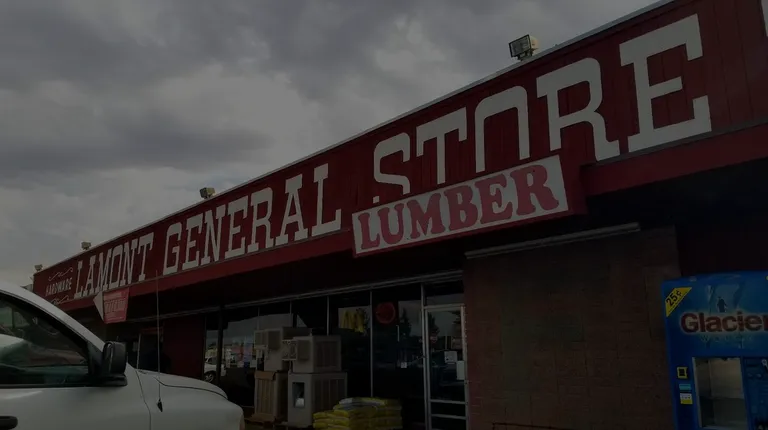 LAMONT GENERAL STORE
HARDWARE
LUMBER
25¢
Glacier